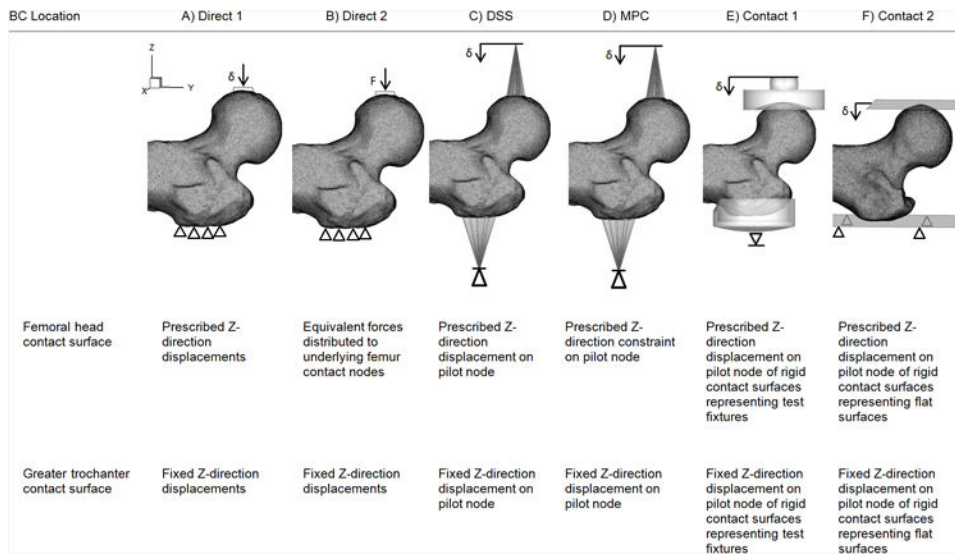 BC Location A) Direct 1 B) Direct 2 C) DSS D) MPC E) Contact 1 F) Contact 2
Z
X Y
δ
F
δ
δ
δ
δ
Femoral head contact surface
Prescribed Z-
direction
displacements
Equivalent forces
distributed to
underlying femur
contact nodes
Prescribed Z-
direction
displacement on
pilot node
Prescribed Z-
direction constraint
on pilot node
Prescribed Z-
direction
displacement on
pilot node of rigid
contact surfaces
representing test
fixtures
Prescribed Z-
direction
displacement on
pilot node of rigid
contact surfaces
representing flat
surfaces
Greater trochanter
contact surface
Fixed Z-direction
displacements
Fixed Z-direction
displacements
Fixed Z-direction
displacement on
pilot node
Fixed Z-direction
displacement on
pilot node
Fixed Z-direction
displacement on
pilot node of rigid
contact surfaces
representing test
fixtures
Fixed Z-direction
displacement on
pilot node of rigid
contact surfaces
representing flat
surfaces